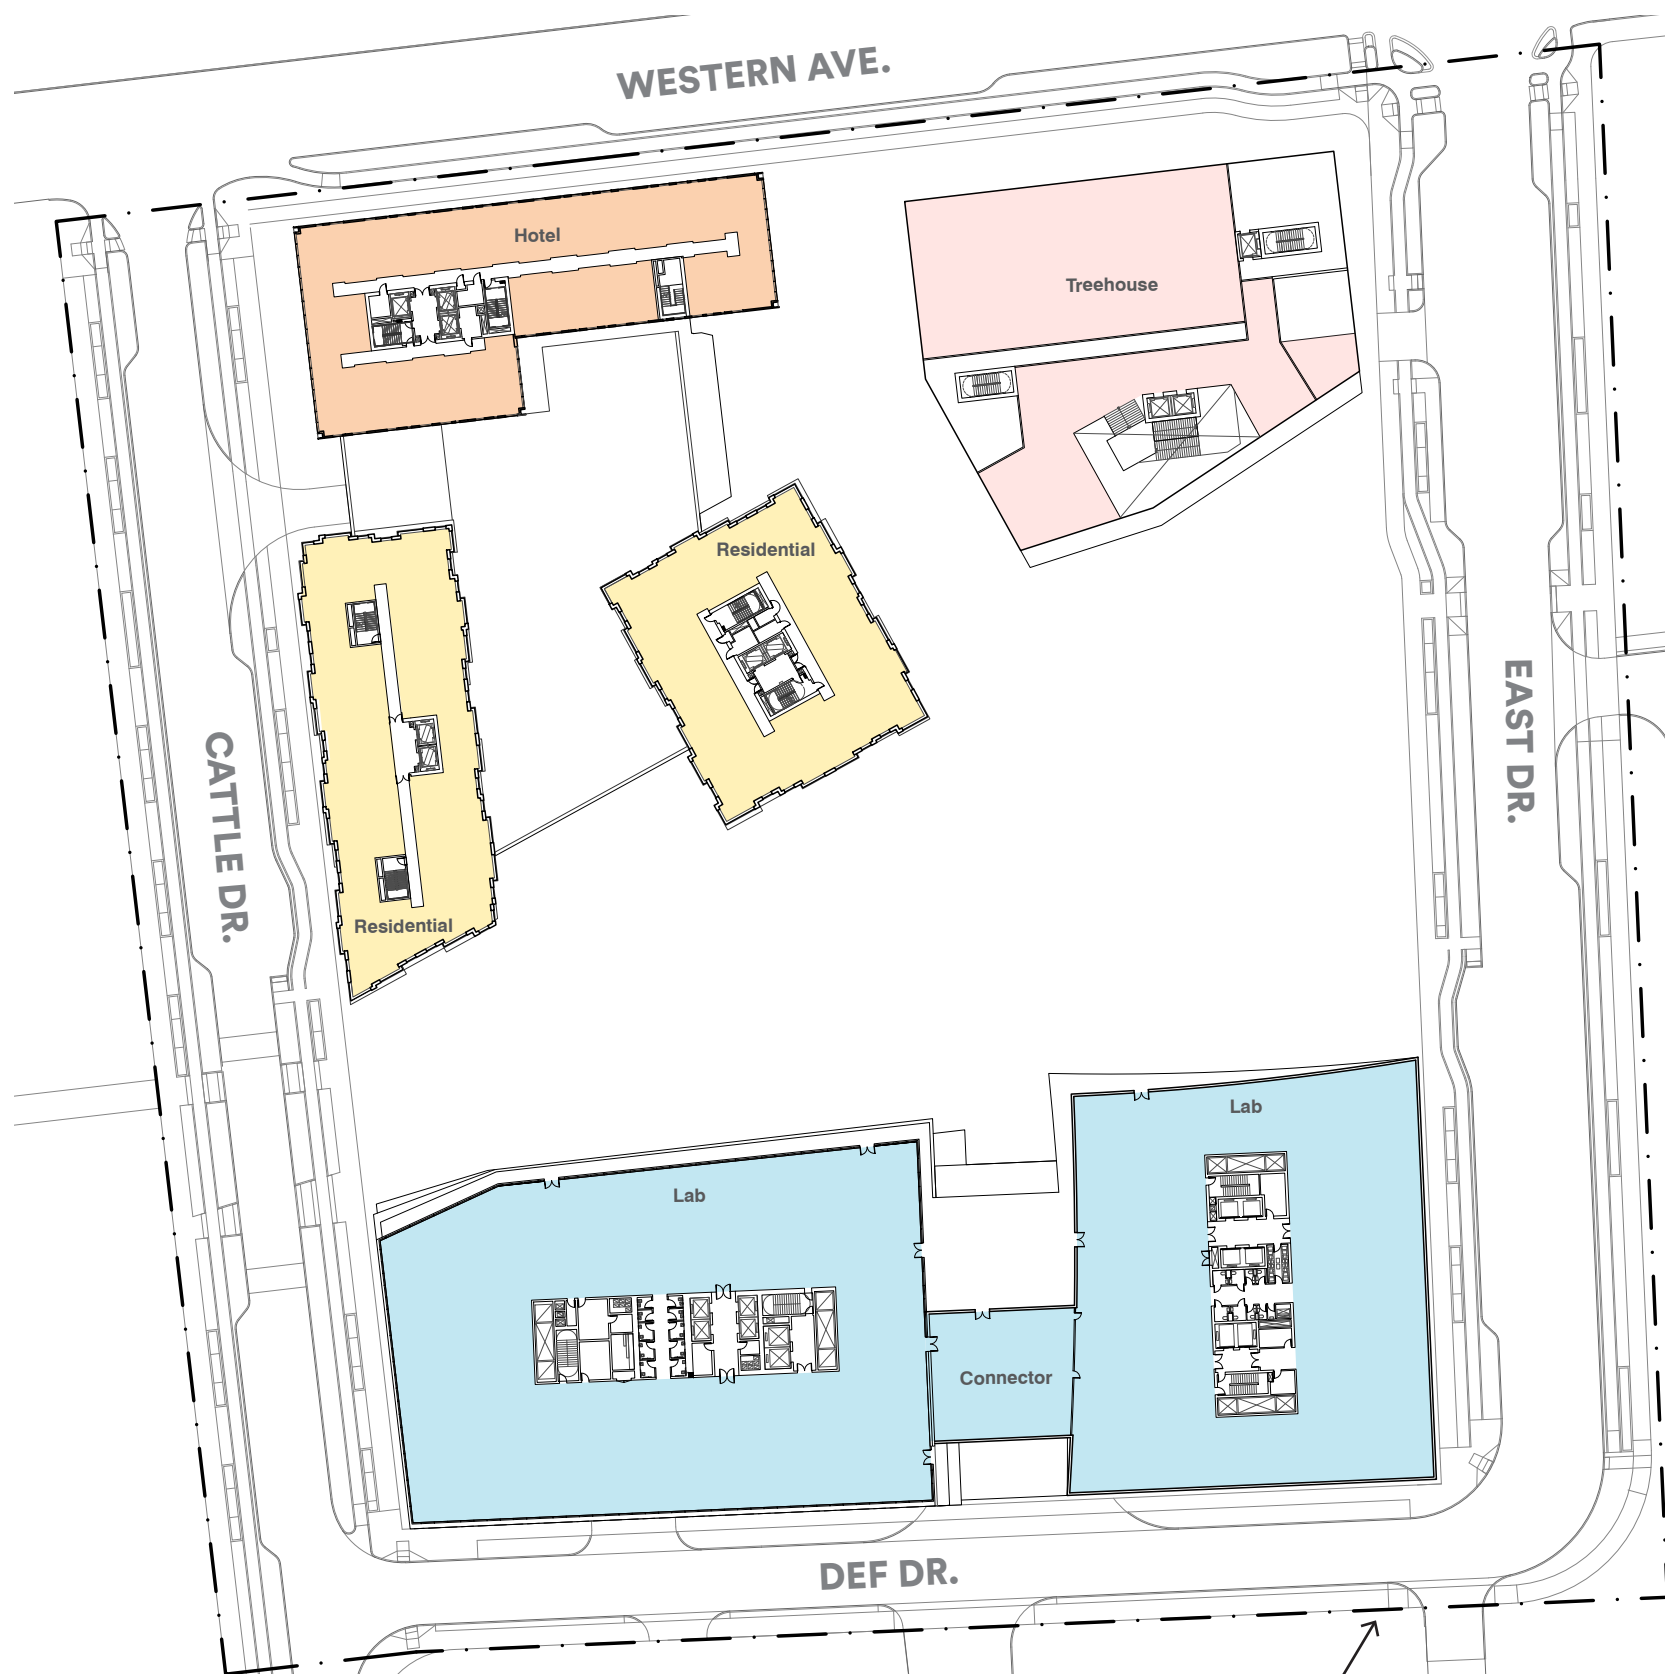 WESTERN AVE.
Hotel
Treehouse
Residential
EAST DR.
CATTLE DR.
Residential
Lab
Lab
Connector
DEF DR.